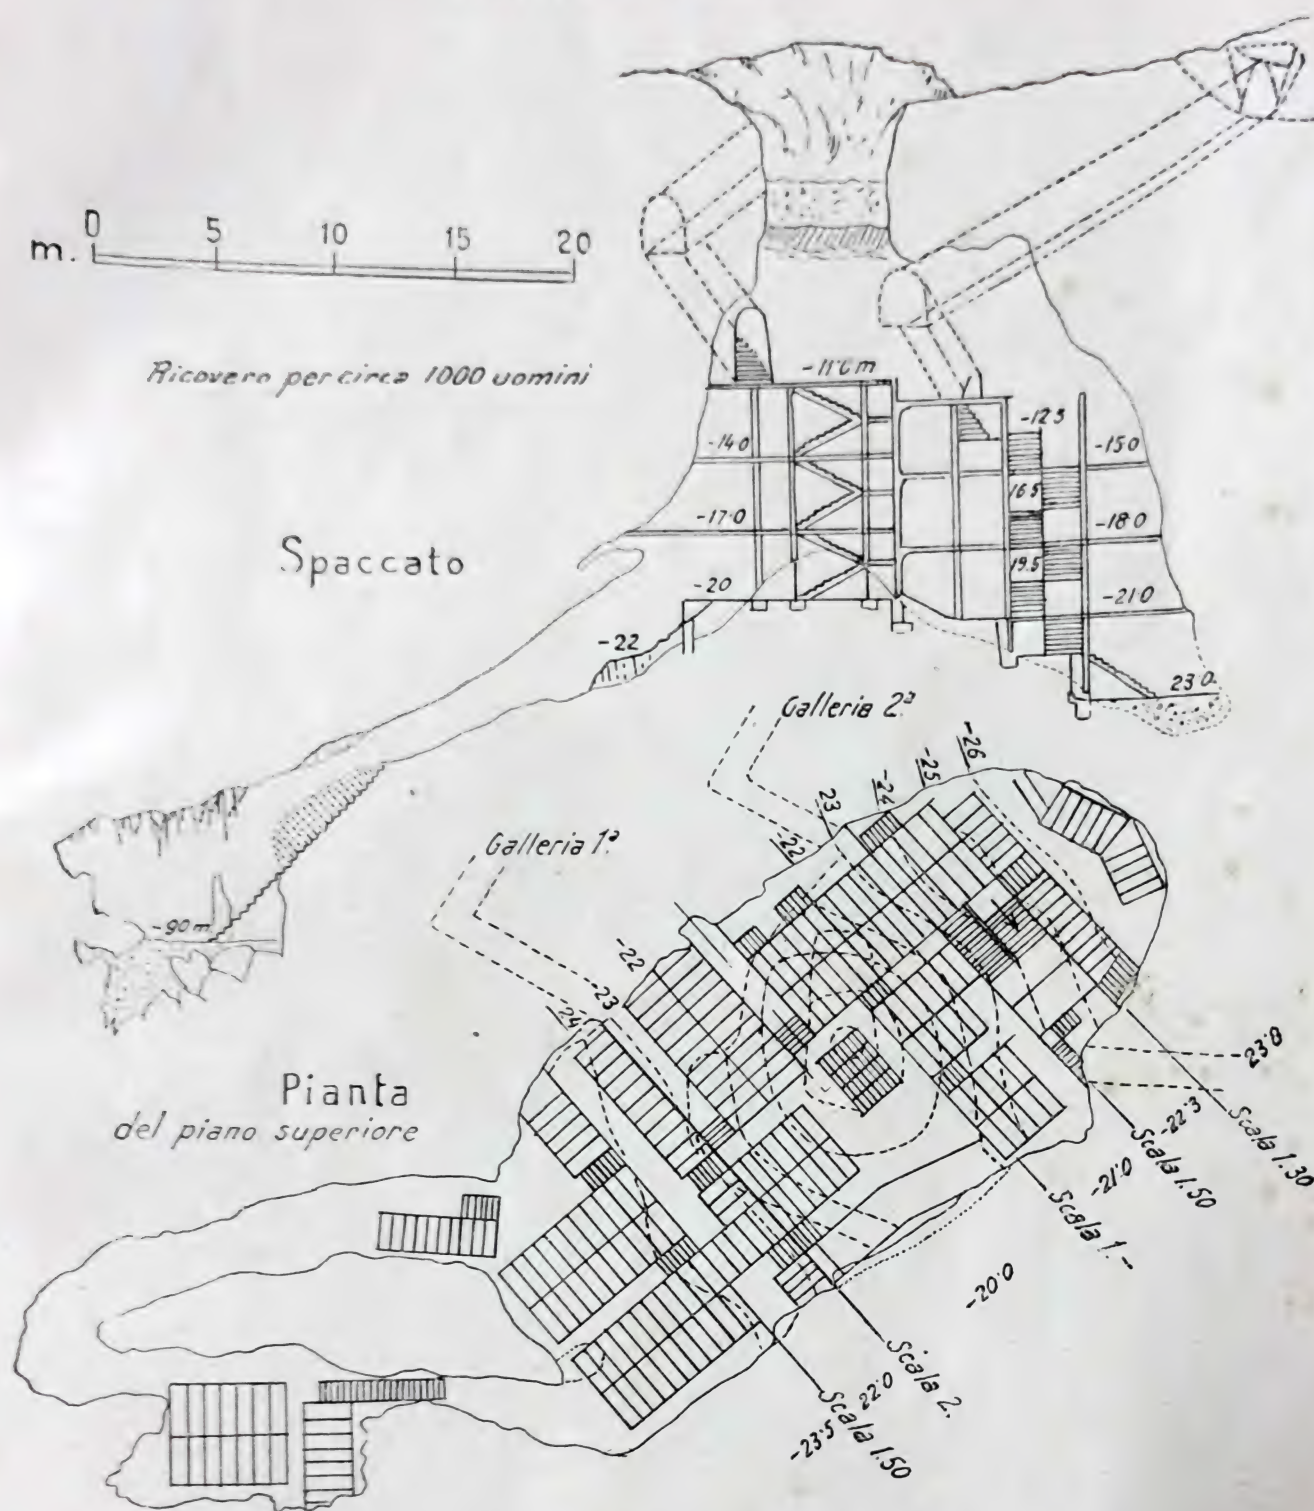 0 5 10 15 20
m.
Ricovero per circa 1000 uomini
-11'0 m
-12'5
-14'0
-15'0
16'5
-17'0
-18'0
19'5
-20
-21'0
-22
23'0
Spaccato
-90 m
Galleria 2ª
-26
-25
-24
23
22
Galleria 1ª
-22
-23
24
Pianta
del piano superiore
23'8
Scala 1.30
-22'3
Scala 1.50
-21'0
Scala 1.-
-20'0
Scala 2.
22'0
Scala 1.50
-23'5